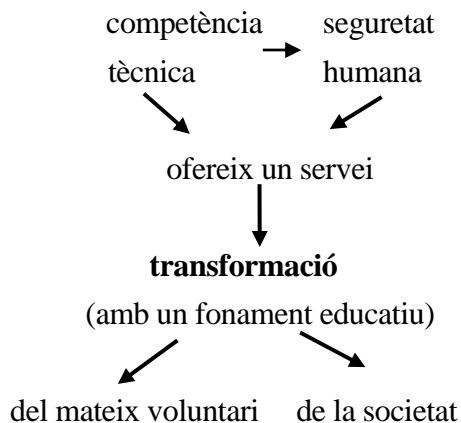 competència seguretat
tècnica humana
ofereix un servei
transformació
(amb un fonament educatiu)
del mateix voluntari de la societat